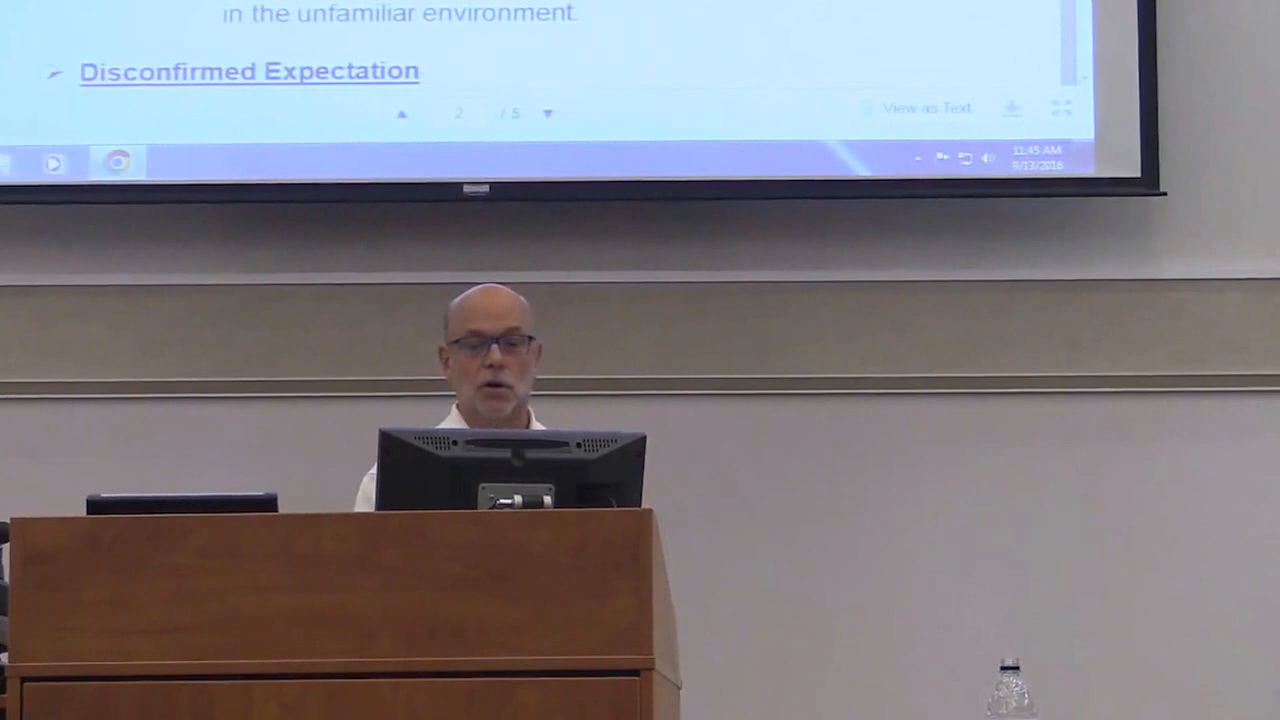 in the unfamiliar environment.
Disconfirmed Expectation
2 / 5
View as Text
11:45 AM
9/13/2016